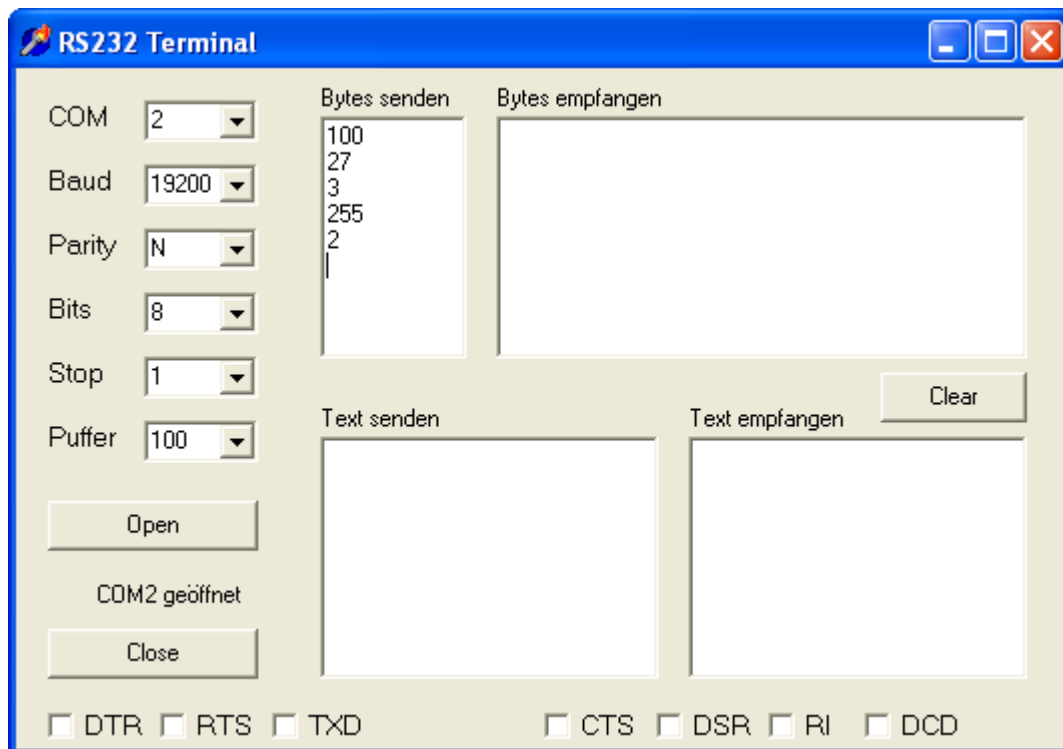 RS232 Terminal
COM 2
Baud 19200
Parity N
Bits 8
Stop 1
Puffer 100
Open
COM2 geöffnet
Close
Bytes senden
100
27
3
255
2
Bytes empfangen
Clear
Text senden
Text empfangen
DTR RTS TXD CTS DSR RI DCD